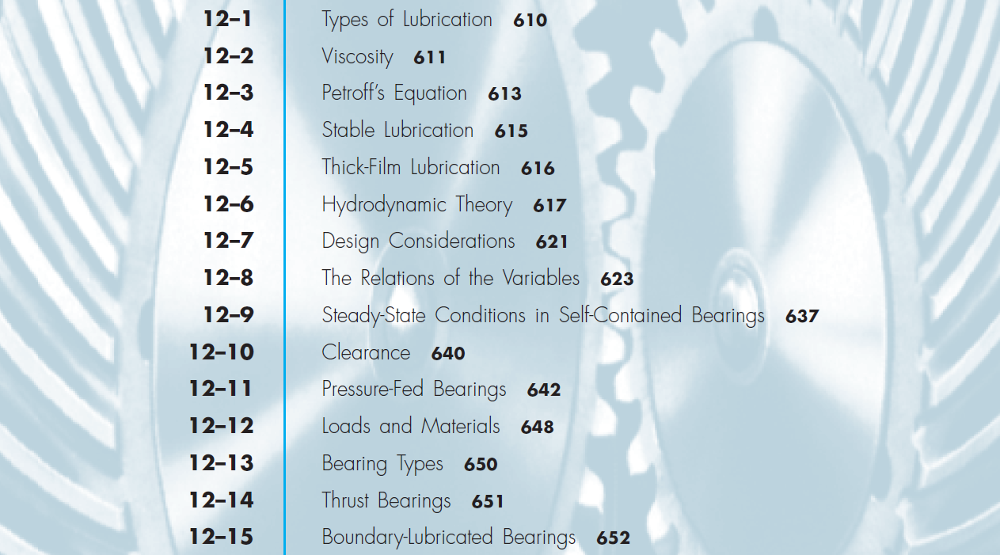 12–1 Types of Lubrication 610
12–2 Viscosity 611
12–3 Petroff's Equation 613
12–4 Stable Lubrication 615
12–5 Thick-Film Lubrication 616
12–6 Hydrodynamic Theory 617
12–7 Design Considerations 621
12–8 The Relations of the Variables 623
12–9 Steady-State Conditions in Self-Contained Bearings 637
12–10 Clearance 640
12–11 Pressure-Fed Bearings 642
12–12 Loads and Materials 648
12–13 Bearing Types 650
12–14 Thrust Bearings 651
12–15 Boundary-Lubricated Bearings 652